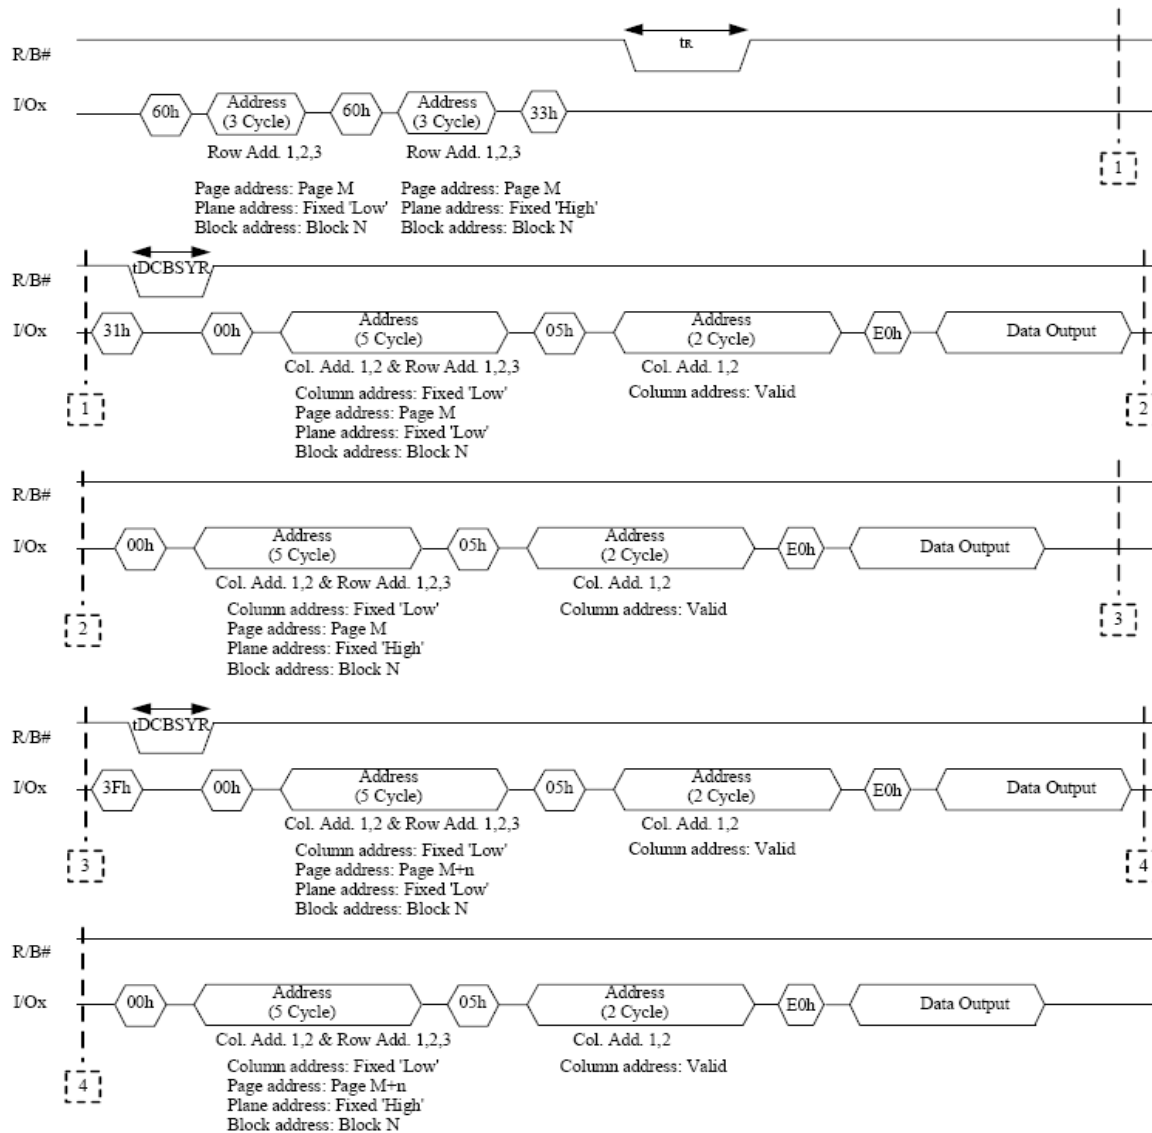 R/B#
tR
I/Ox
60h
Address
(3 Cycle)
60h
Address
(3 Cycle)
33h
Row Add. 1,2,3
Row Add. 1,2,3
1
Page address: Page M
Plane address: Fixed 'Low'
Block address: Block N
Page address: Page M
Plane address: Fixed 'High'
Block address: Block N
R/B#
tDCBSYR
I/Ox
31h
00h
Address
(5 Cycle)
05h
Address
(2 Cycle)
E0h
Data Output
Col. Add. 1,2 & Row Add. 1,2,3
Col. Add. 1,2
Column address: Fixed 'Low'
Page address: Page M
Plane address: Fixed 'Low'
Block address: Block N
Column address: Valid
1
2
R/B#
I/Ox
00h
Address
(5 Cycle)
05h
Address
(2 Cycle)
E0h
Data Output
Col. Add. 1,2 & Row Add. 1,2,3
Col. Add. 1,2
Column address: Fixed 'Low'
Page address: Page M
Plane address: Fixed 'High'
Block address: Block N
Column address: Valid
2
3
R/B#
tDCBSYR
I/Ox
3Fh
00h
Address
(5 Cycle)
05h
Address
(2 Cycle)
E0h
Data Output
Col. Add. 1,2 & Row Add. 1,2,3
Col. Add. 1,2
Column address: Fixed 'Low'
Page address: Page M+n
Plane address: Fixed 'Low'
Block address: Block N
Column address: Valid
3
4
R/B#
I/Ox
00h
Address
(5 Cycle)
05h
Address
(2 Cycle)
E0h
Data Output
Col. Add. 1,2 & Row Add. 1,2,3
Col. Add. 1,2
Column address: Fixed 'Low'
Page address: Page M+n
Plane address: Fixed 'High'
Block address: Block N
Column address: Valid
4